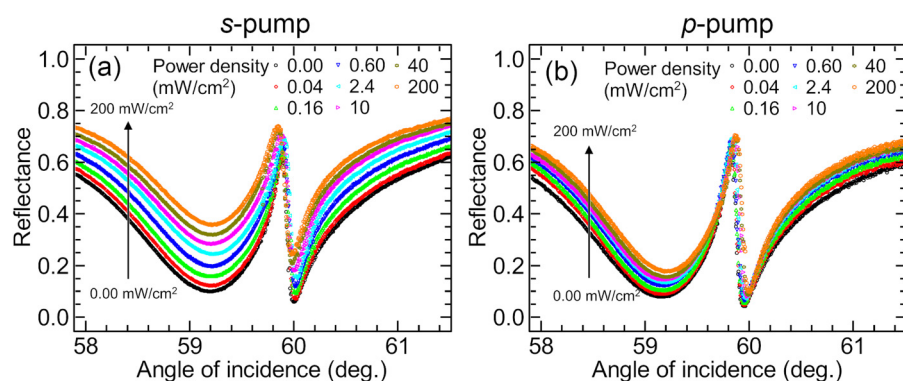 s-pump
(a)
Power density
(mW/cm²)
0.00 0.60 40
0.04 2.4 200
0.16 10
200 mW/cm²
0.00 mW/cm²
1.0
0.8
0.6
0.4
0.2
0.0
Reflectance
58 59 60 61
Angle of incidence (deg.)
p-pump
(b)
Power density
(mW/cm²)
0.00 0.60 40
0.04 2.4 200
0.16 10
200 mW/cm²
0.00 mW/cm²
1.0
0.8
0.6
0.4
0.2
0.0
Reflectance
58 59 60 61
Angle of incidence (deg.)